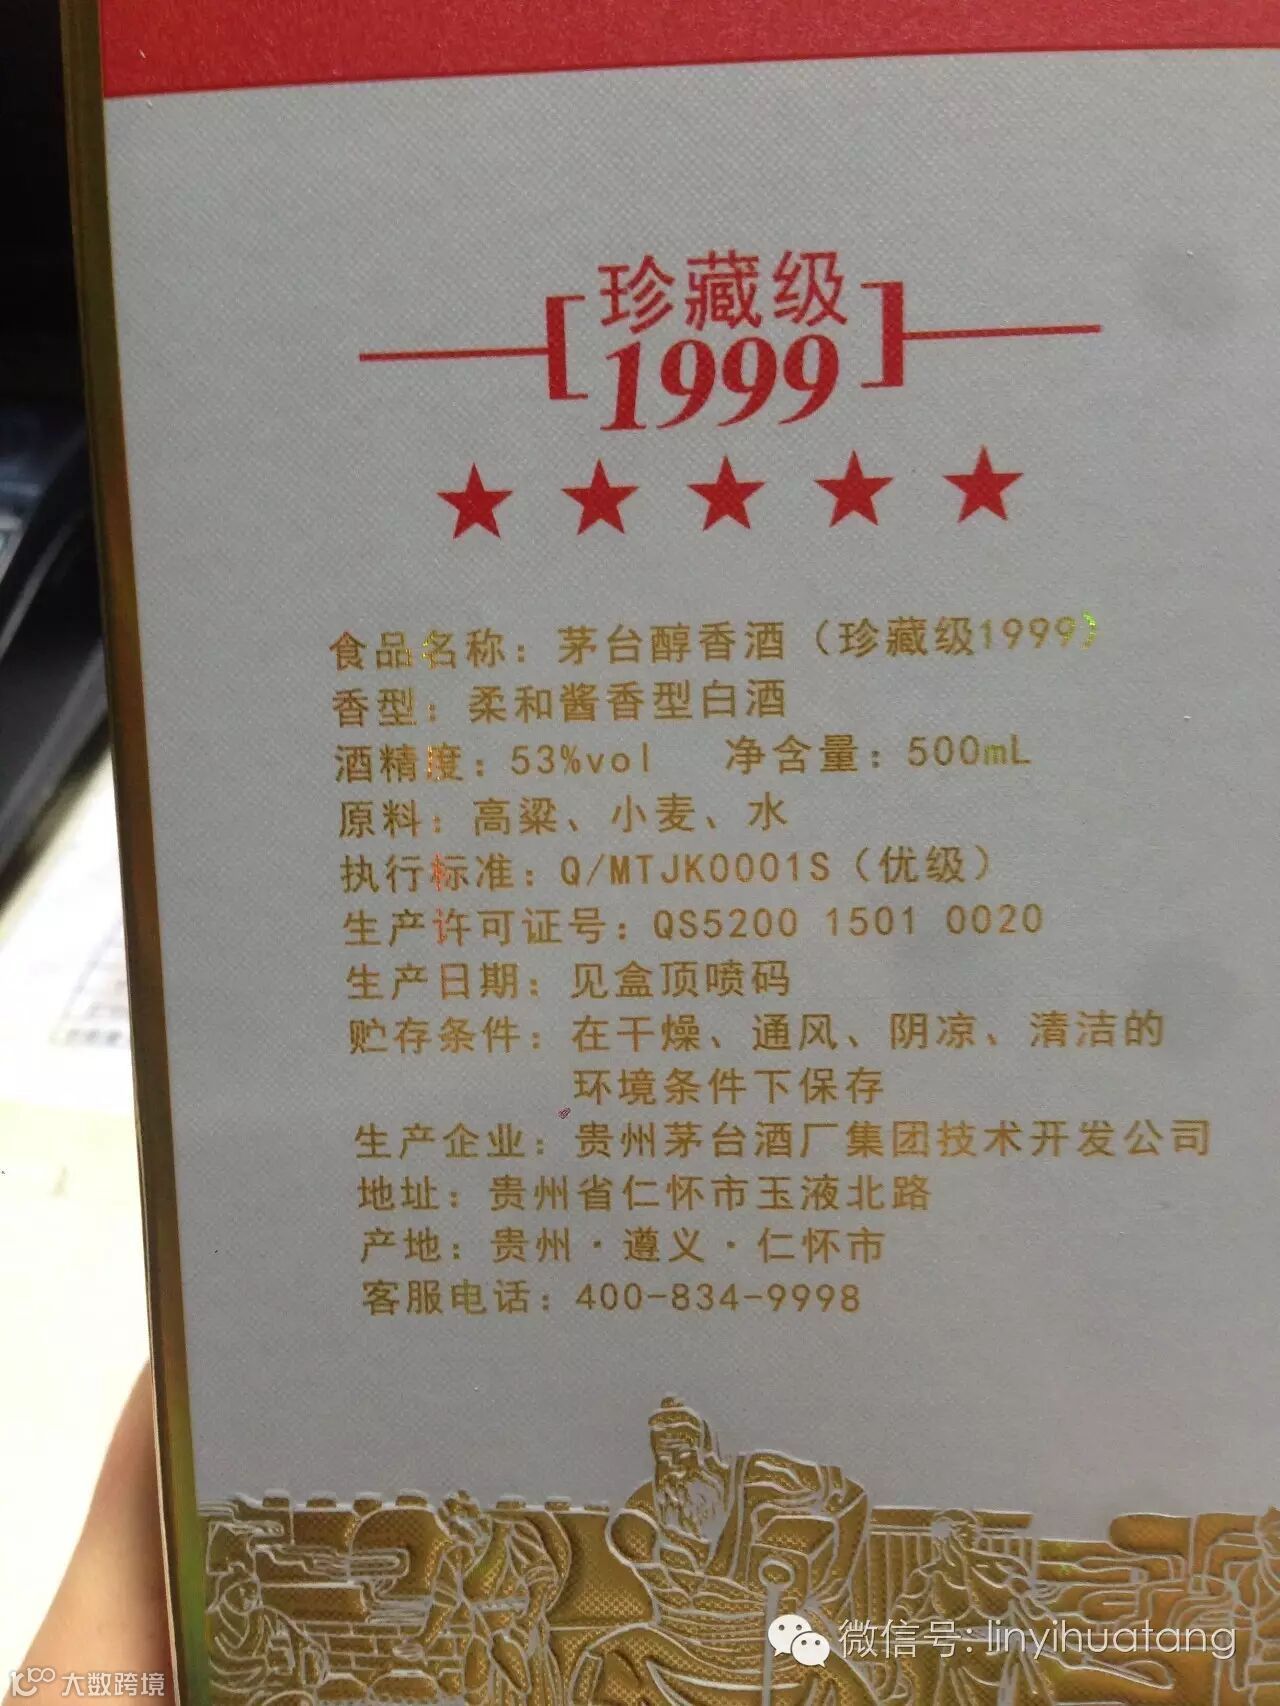 珍藏级
1999
食品名称：茅台醇香酒（珍藏级1999）
香型：柔和酱香型白酒
酒精度：53%vol 净含量：500mL
原料：高粱、小麦、水
执行标准：Q/MTJK0001S（优级）
生产许可证号：QS5200 1501 0020
生产日期：见盒顶喷码
贮存条件：在干燥、通风、阴凉、清洁的
环境条件下保存
生产企业：贵州茅台酒厂集团技术开发公司
地址：贵州省仁怀市玉液北路
产地：贵州·遵义·仁怀市
客服电话：400-834-9998
微信号: linyihuatang
大数跨境